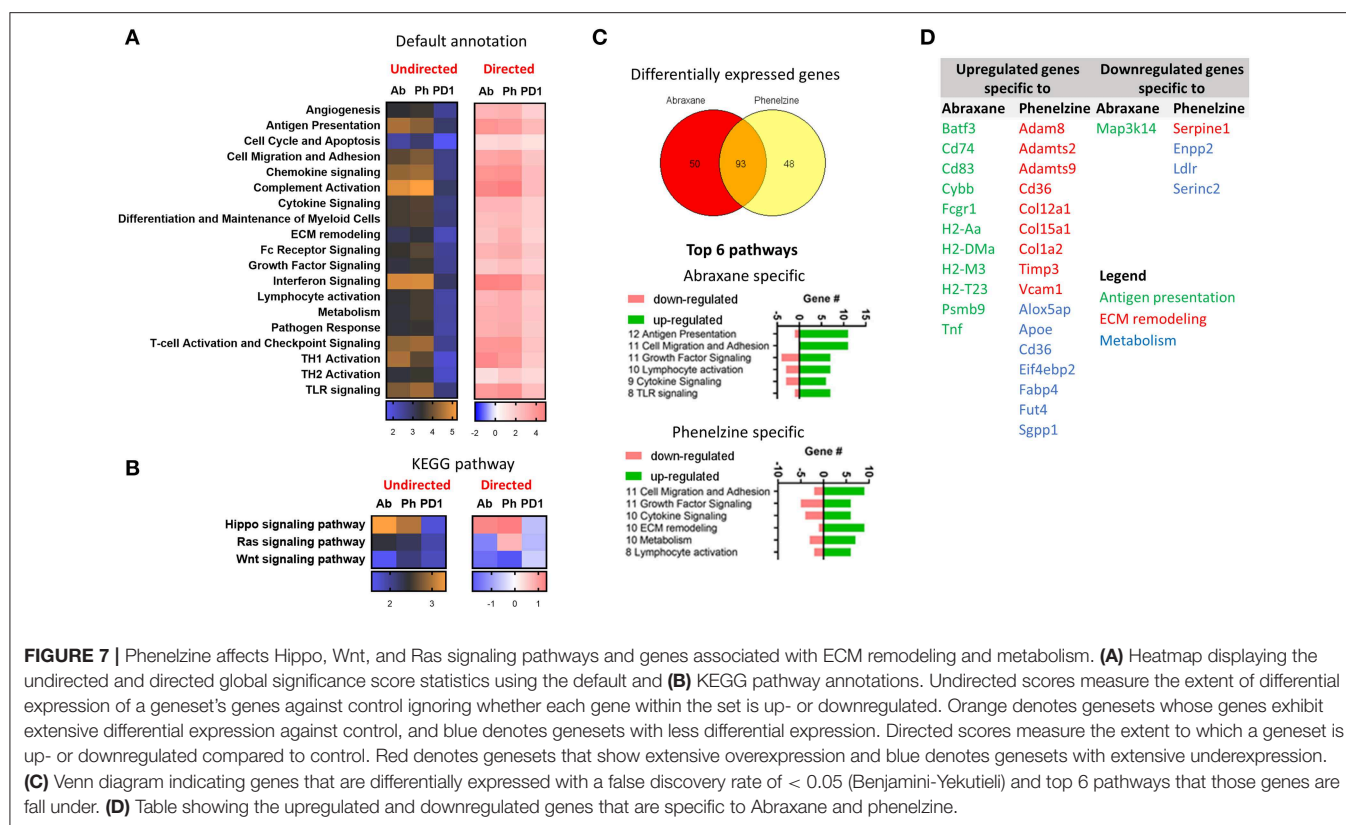 A
Default annotation
Undirected Directed
Ab Ph PD1 Ab Ph PD1
Angiogenesis
Antigen Presentation
Cell Cycle and Apoptosis
Cell Migration and Adhesion
Chemokine signaling
Complement Activation
Cytokine Signaling
Differentiation and Maintenance of Myeloid Cells
ECM remodeling
Fc Receptor Signaling
Growth Factor Signaling
Interferon Signaling
Lymphocyte activation
Metabolism
Pathogen Response
T-cell Activation and Checkpoint Signaling
TH1 Activation
TH2 Activation
TLR signaling
2 3 4 5 -2 0 2 4
B
KEGG pathway
Undirected Directed
Ab Ph PD1 Ab Ph PD1
Hippo signaling pathway
Ras signaling pathway
Wnt signaling pathway
2 3 -1 0 1
C
Differentially expressed genes
Abraxane Phenelzine
50 93 48
Top 6 pathways
Abraxane specific
down-regulated
up-regulated
Gene #
-5 0 5 10 15
12 Antigen Presentation
11 Cell Migration and Adhesion
11 Growth Factor Signaling
10 Lymphocyte activation
9 Cytokine Signaling
8 TLR signaling
Phenelzine specific
down-regulated
up-regulated
Gene #
-10 -5 0 5 10
11 Cell Migration and Adhesion
11 Growth Factor Signaling
10 Cytokine Signaling
10 ECM remodeling
10 Metabolism
8 Lymphocyte activation
D
Upregulated genes specific to Downregulated genes specific to
Abraxane Phenelzine Abraxane Phenelzine
Batf3 Adam8 Map3k14 Serpine1
Cd74 Adamts2 Enpp2
Cd83 Adamts9 Ldlr
Cybb Cd36 Serinc2
Fcgr1 Col12a1
H2-Aa Col15a1
H2-DMa Col1a2
H2-M3 Timp3
H2-T23 Vcam1
Psmb9 Alox5ap
Tnf Apoe
Cd36
Eif4ebp2
Fabp4
Fut4
Sgpp1
Legend
Antigen presentation
ECM remodeling
Metabolism
FIGURE 7 | Phenelzine affects Hippo, Wnt, and Ras signaling pathways and genes associated with ECM remodeling and metabolism. (A) Heatmap displaying the
undirected and directed global significance score statistics using the default and (B) KEGG pathway annotations. Undirected scores measure the extent of differential
expression of a geneset's genes against control ignoring whether each gene within the set is up- or downregulated. Orange denotes genesets whose genes exhibit
extensive differential expression against control, and blue denotes genesets with less differential expression. Directed scores measure the extent to which a geneset is
up- or downregulated compared to control. Red denotes genesets that show extensive overexpression and blue denotes genesets with extensive underexpression.
(C) Venn diagram indicating genes that are differentially expressed with a false discovery rate of < 0.05 (Benjamini-Yekutieli) and top 6 pathways that those genes are
fall under. (D) Table showing the upregulated and downregulated genes that are specific to Abraxane and phenelzine.